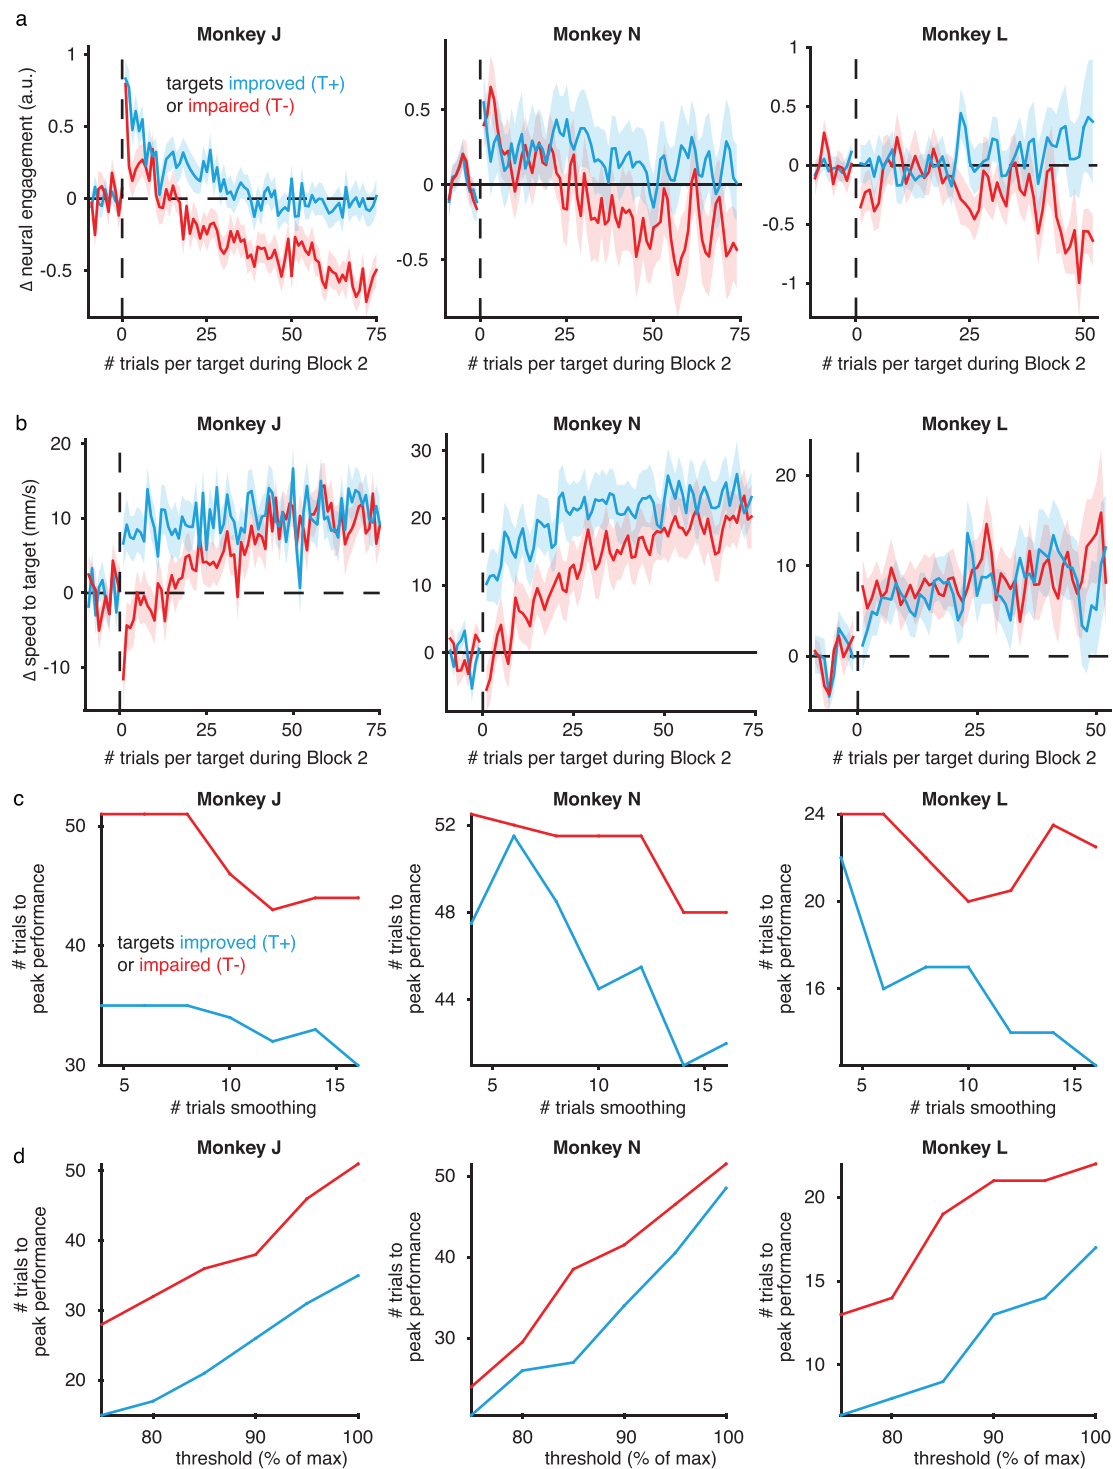 a
Monkey J
Monkey N
Monkey L
Δ neural engagement (a.u.)
1
0.5
0
-0.5
targets improved (T+)
or impaired (T-)
0.5
0
-0.5
1
0.5
0
-0.5
-1
0 25 50 75
0 25 50 75
0 25 50
# trials per target during Block 2
# trials per target during Block 2
# trials per target during Block 2
b
Monkey J
Monkey N
Monkey L
Δ speed to target (mm/s)
20
10
0
-10
30
20
10
0
20
10
0
0 25 50 75
0 25 50 75
0 25 50
# trials per target during Block 2
# trials per target during Block 2
# trials per target during Block 2
c
Monkey J
Monkey N
Monkey L
# trials to
peak performance
50
40
30
targets improved (T+)
or impaired (T-)
# trials to
peak performance
52
48
44
# trials to
peak performance
24
20
16
5 10 15
5 10 15
5 10 15
# trials smoothing
# trials smoothing
# trials smoothing
d
Monkey J
Monkey N
Monkey L
# trials to
peak performance
50
40
30
20
# trials to
peak performance
50
40
30
# trials to
peak performance
20
15
10
80 90 100
80 90 100
80 90 100
threshold (% of max)
threshold (% of max)
threshold (% of max)